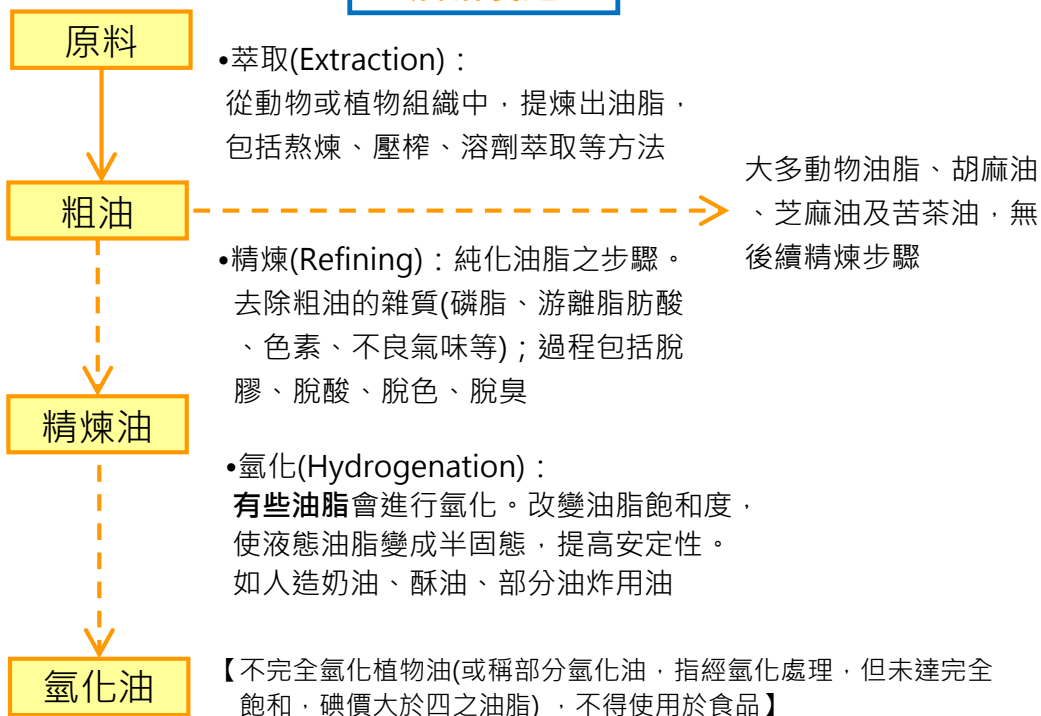 原料
•萃取(Extraction)：
從動物或植物組織中，提煉出油脂，
包括熬煉、壓榨、溶劑萃取等方法
粗油
大多動物油脂、胡麻油
、芝麻油及苦茶油，無
後續精煉步驟
•精煉(Refining)：純化油脂之步驟。
去除粗油的雜質(磷脂、游離脂肪酸
、色素、不良氣味等)；過程包括脫
膠、脫酸、脫色、脫臭
精煉油
•氫化(Hydrogenation)：
有些油脂會進行氫化。改變油脂飽和度，
使液態油脂變成半固態，提高安定性。
如人造奶油、酥油、部分油炸用油
氫化油
【不完全氫化植物油(或稱部分氫化油，指經氫化處理，但未達完全
飽和，碘價大於四之油脂)，不得使用於食品】